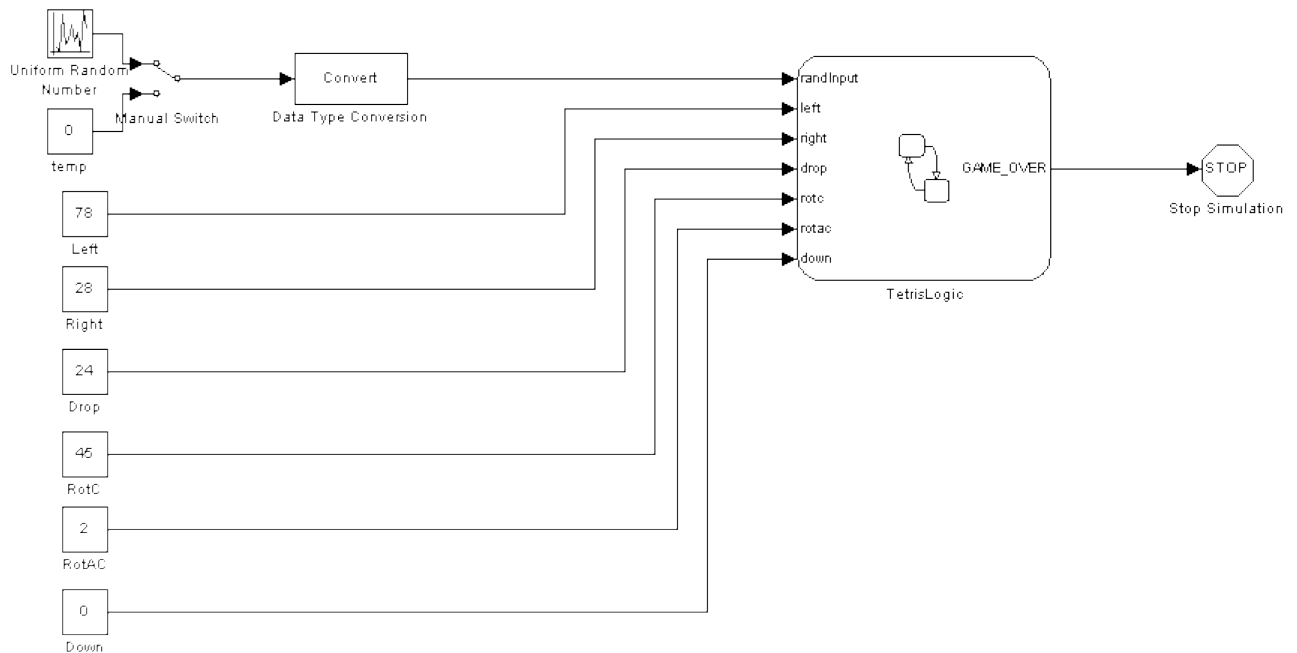 Uniform Random
Number
0
temp
Manual Switch
Convert
Data Type Conversion
78
Left
28
Right
24
Drop
45
RotC
2
RotAC
0
Down
randInput
left
right
drop
rotc
rotac
down
GAME_OVER
TetrisLogic
STOP
Stop Simulation